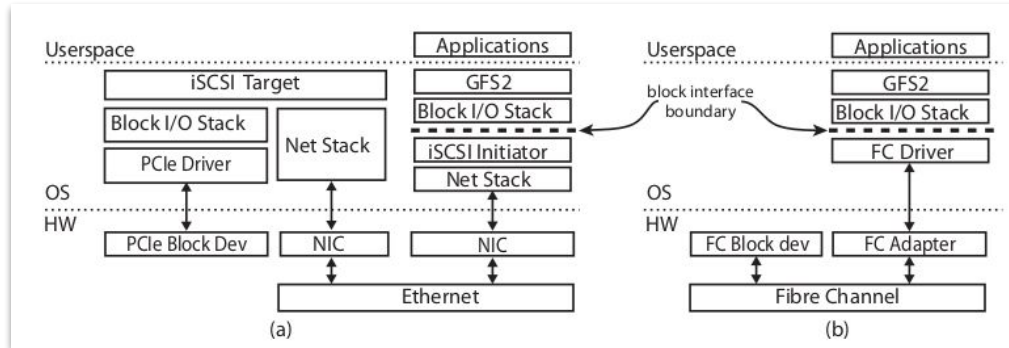 Userspace
Applications
iSCSI Target
GFS2
Block I/O Stack
Block I/O Stack
Net Stack
PCIe Driver
iSCSI Initiator
Net Stack
OS
HW
PCIe Block Dev
NIC
NIC
Ethernet
(a)
block interface
boundary
Userspace
Applications
GFS2
Block I/O Stack
FC Driver
OS
HW
FC Block dev
FC Adapter
Fibre Channel
(b)